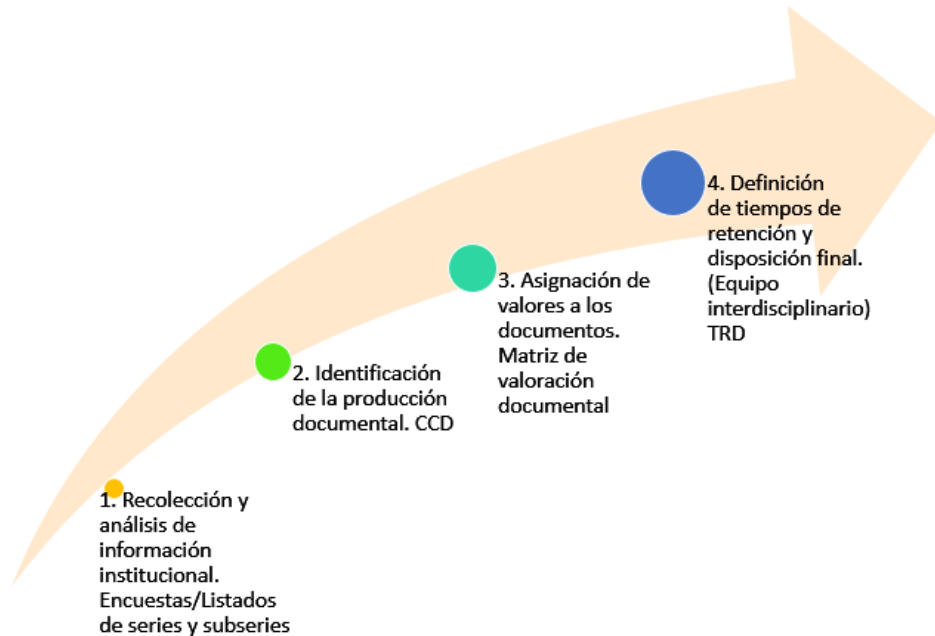 1. Recolección y
análisis de
información
institucional.
Encuestas/Listados
de series y subseries
2. Identificación
de la producción
documental. CCD
3. Asignación de
valores a los
documentos.
Matriz de
valoración
documental
4. Definición
de tiempos de
retención y
disposición final.
(Equipo
interdisciplinario)
TRD